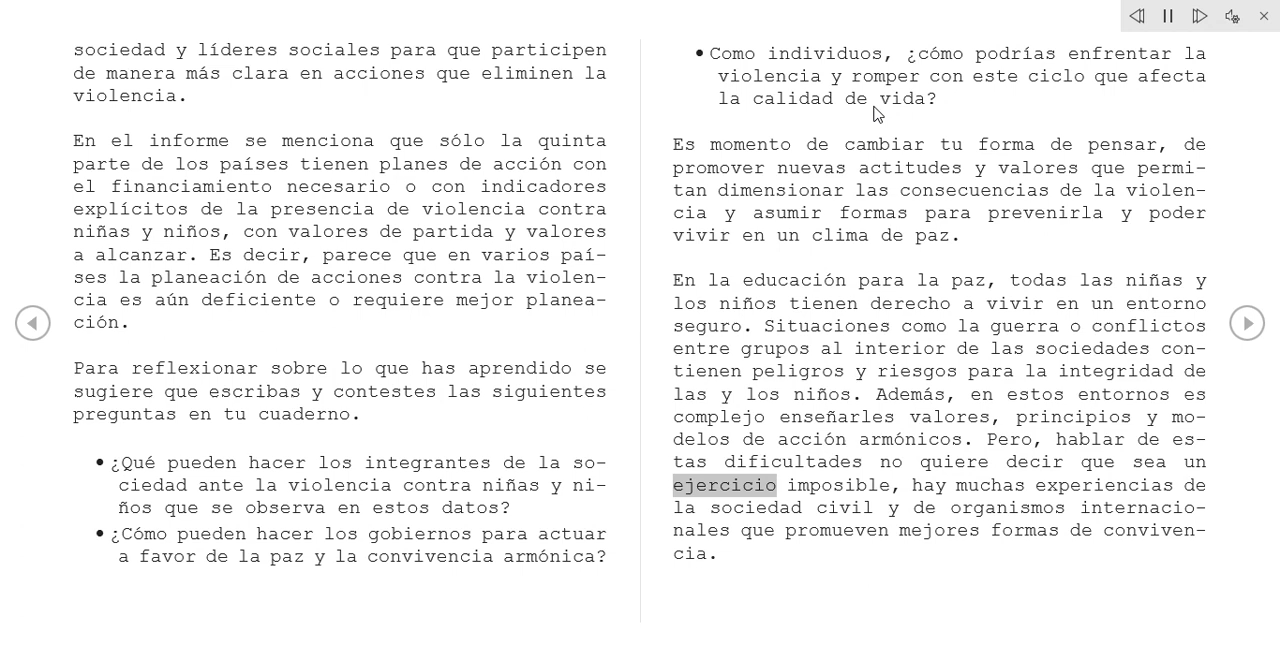 sociedad y líderes sociales para que participen
de manera más clara en acciones que eliminen la
violencia.
En el informe se menciona que sólo la quinta
parte de los países tienen planes de acción con
el financiamiento necesario o con indicadores
explícitos de la presencia de violencia contra
niñas y niños, con valores de partida y valores
a alcanzar. Es decir, parece que en varios paí-
ses la planeación de acciones contra la violen-
cia es aún deficiente o requiere mejor planea-
ción.
Para reflexionar sobre lo que has aprendido se
sugiere que escribas y contestes las siguientes
preguntas en tu cuaderno.
• ¿Qué pueden hacer los integrantes de la so-
ciedad ante la violencia contra niñas y ni-
ños que se observa en estos datos?
• ¿Cómo pueden hacer los gobiernos para actuar
a favor de la paz y la convivencia armónica?
• Como individuos, ¿cómo podrías enfrentar la
violencia y romper con este ciclo que afecta
la calidad de vida?
Es momento de cambiar tu forma de pensar, de
promover nuevas actitudes y valores que permi-
tan dimensionar las consecuencias de la violen-
cia y asumir formas para prevenirla y poder
vivir en un clima de paz.
En la educación para la paz, todas las niñas y
los niños tienen derecho a vivir en un entorno
seguro. Situaciones como la guerra o conflictos
entre grupos al interior de las sociedades con-
tienen peligros y riesgos para la integridad de
las y los niños. Además, en estos entornos es
complejo enseñarles valores, principios y mo-
delos de acción armónicos. Pero, hablar de es-
tas dificultades no quiere decir que sea un
ejercicio imposible, hay muchas experiencias de
la sociedad civil y de organismos internacio-
nales que promueven mejores formas de conviven-
cia.